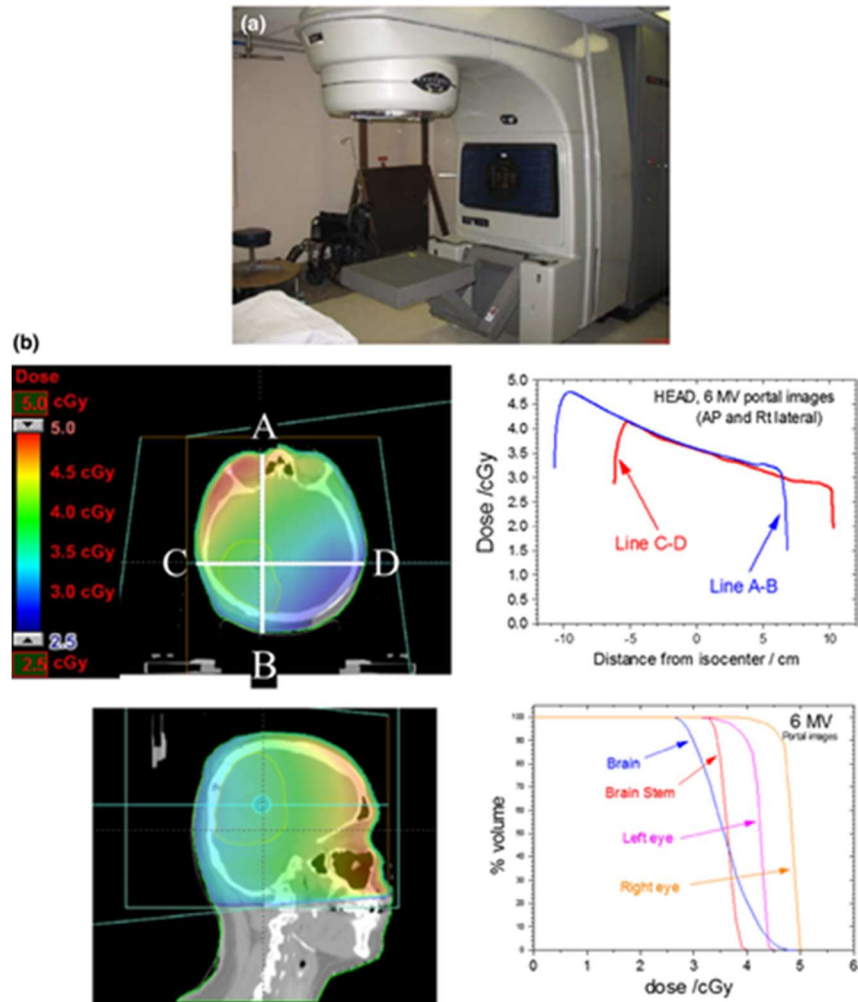 (a)
(b)
Dose
5.0 cGy
5.0
4.5 cGy
4.0 cGy
3.5 cGy
3.0 cGy
2.5
2.5 cGy
A
C
D
B
HEAD, 6 MV portal images
(AP and Rt lateral)
Line C-D
Line A-B
Dose /cGy
5.0
4.5
4.0
3.5
3.0
2.5
2.0
1.5
1.0
0.5
0.0
-10
-5
0
5
10
Distance from isocenter / cm
6 MV
Portal images
Brain
Brain Stem
Left eye
Right eye
% volume
100
90
80
70
60
50
40
30
20
10
0
0
1
2
3
4
5
6
dose /cGy